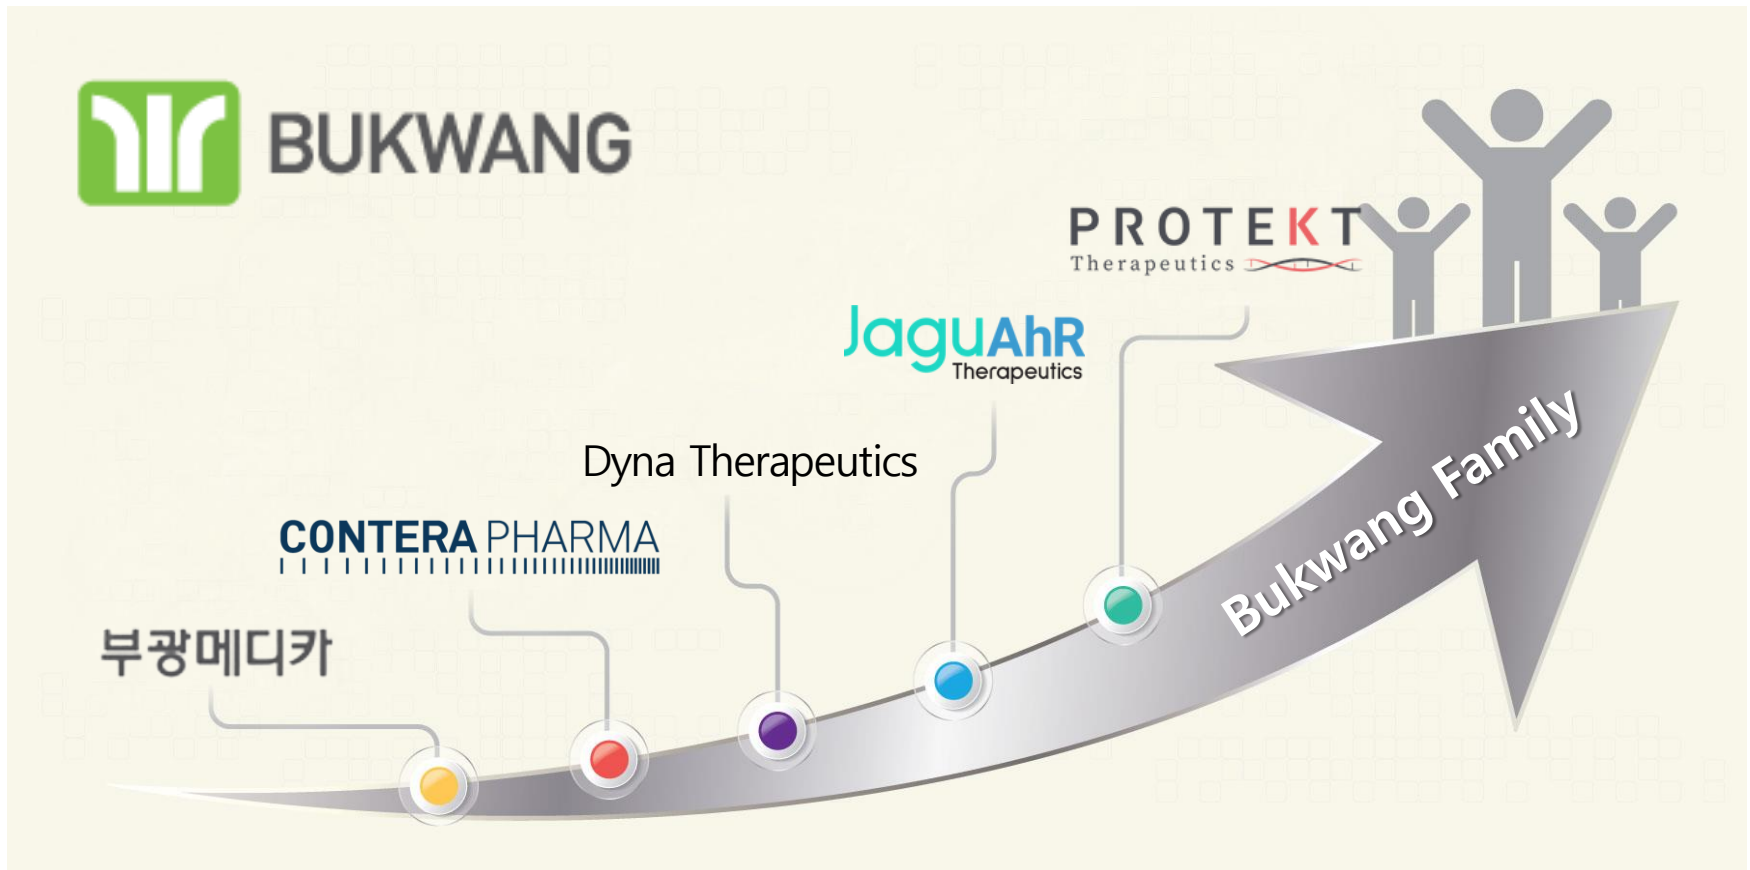 BUKWANG
PROTEKT
Therapeutics
JaguAhR
Therapeutics
Dyna Therapeutics
CONTERA PHARMA
부광메디카
Bukwang Family